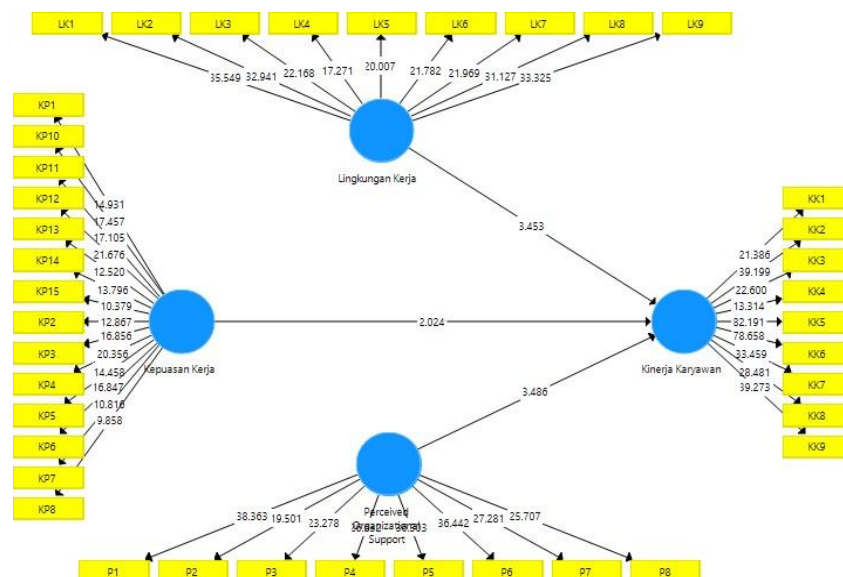 LK1 LK2 LK3 LK4 LK5 LK6 LK7 LK8 LK9
35.549 32.941 22.168 17.271 20.007 21.782 21.969 31.127 33.325
Lingkungan Kerja
KP1
KP10
KP11
KP12
KP13
KP14
KP15
KP2
KP3
KP4
KP5
KP6
KP7
KP8
14.931
17.457
17.105
21.676
12.520
13.796
10.379
12.867
16.856
20.356
14.458
16.847
10.816
9.858
Kepuasan Kerja
3.453
2.024
3.486
Kinerja Karyawan
21.386
39.199
22.600
13.314
82.191
78.658
33.459
28.481
39.273
KK1
KK2
KK3
KK4
KK5
KK6
KK7
KK8
KK9
Perceived
Organizational
Support
38.363 19.501 23.278 36.442 27.281 25.707
P1 P2 P3 P4 P5 P6 P7 P8